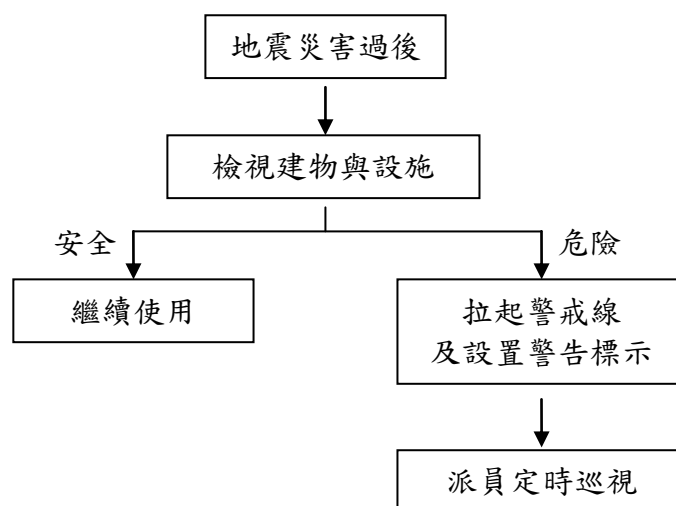 地震災害過後
檢視建物與設施
安全
危險
繼續使用
拉起警戒線
及設置警告標示
派員定時巡視